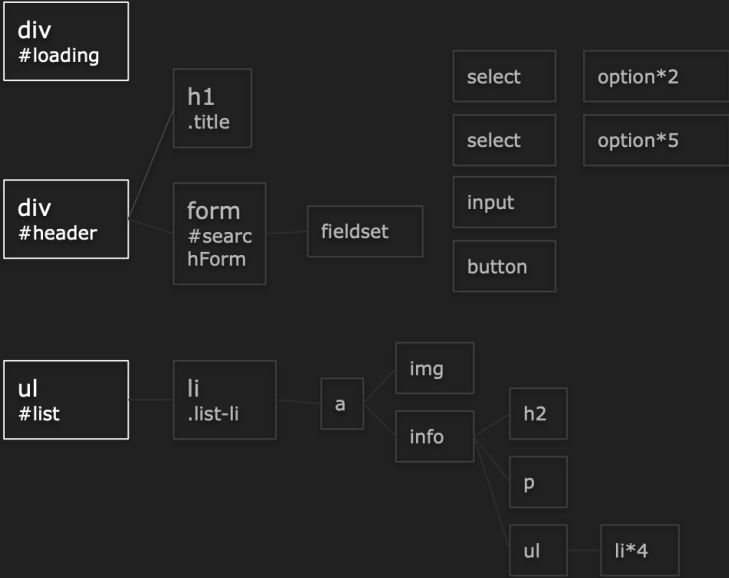 div
#loading
h1
.title
select
option*2
select
option*5
div
#header
form
#searc
hForm
fieldset
input
button
ul
#list
li
.list-li
a
img
info
h2
p
ul
li*4